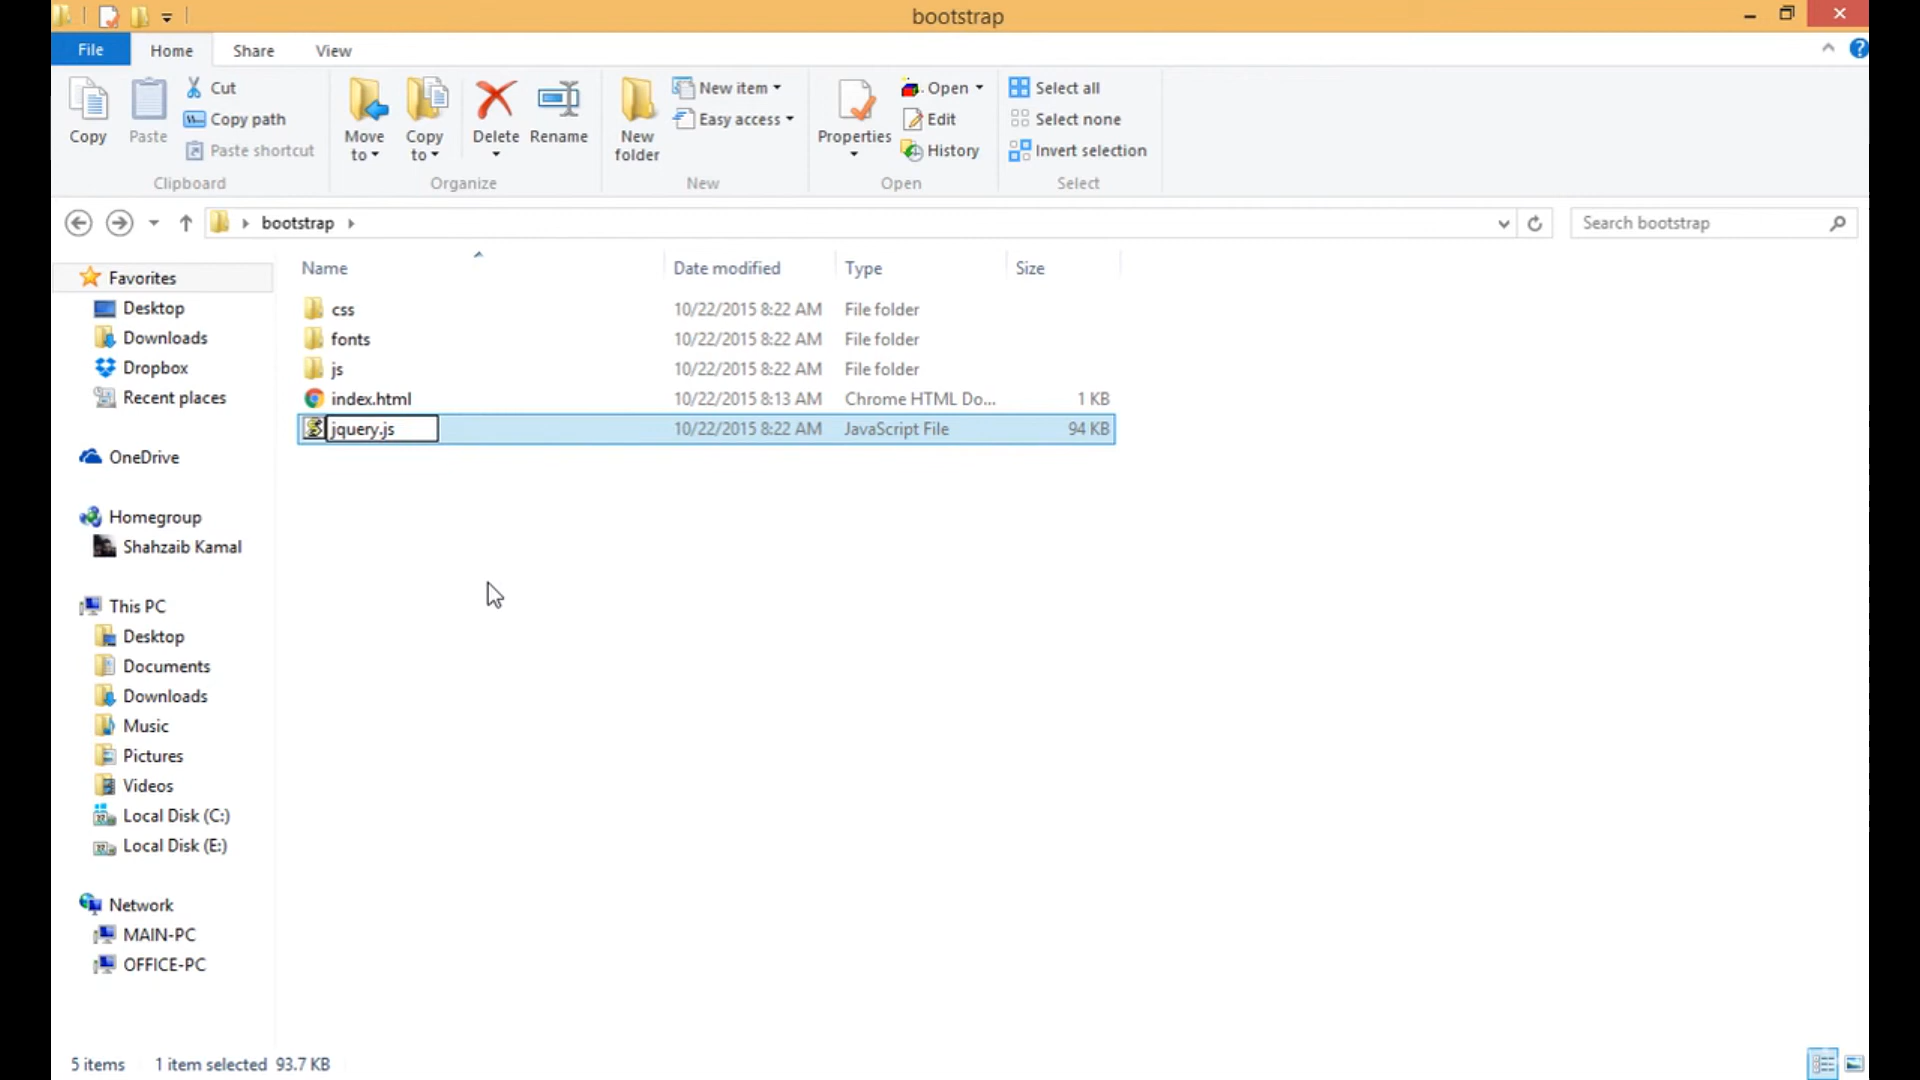 bootstrap
File Home Share View
Copy
Paste
Cut
Copy path
Paste shortcut
Clipboard
Move to
Copy to
Delete
Rename
Organize
New folder
New item
Easy access
New
Properties
Open
Edit
History
Open
Select all
Select none
Invert selection
Select
bootstrap
Search bootstrap
Name Date modified Type Size
css 10/22/2015 8:22 AM File folder
fonts 10/22/2015 8:22 AM File folder
js 10/22/2015 8:22 AM File folder
index.html 10/22/2015 8:13 AM Chrome HTML Do... 1 KB
jquery.js 10/22/2015 8:22 AM JavaScript File 94 KB
Favorites
Desktop
Downloads
Dropbox
Recent places
OneDrive
Homegroup
Shahzaib Kamal
This PC
Desktop
Documents
Downloads
Music
Pictures
Videos
Local Disk (C:)
Local Disk (E:)
Network
MAIN-PC
OFFICE-PC
5 items 1 item selected 93.7 KB